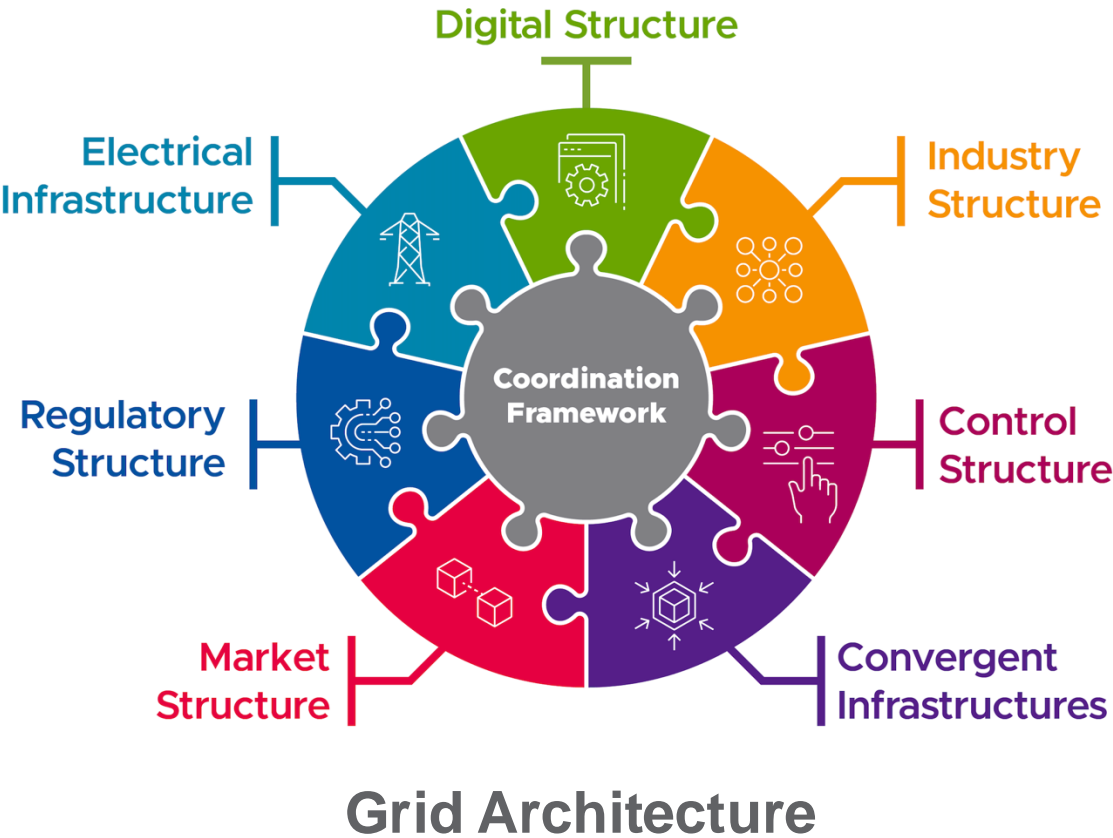 Digital Structure
Electrical
Infrastructure
Industry
Structure
Coordination
Framework
Regulatory
Structure
Control
Structure
Market
Structure
Convergent
Infrastructures
Grid Architecture